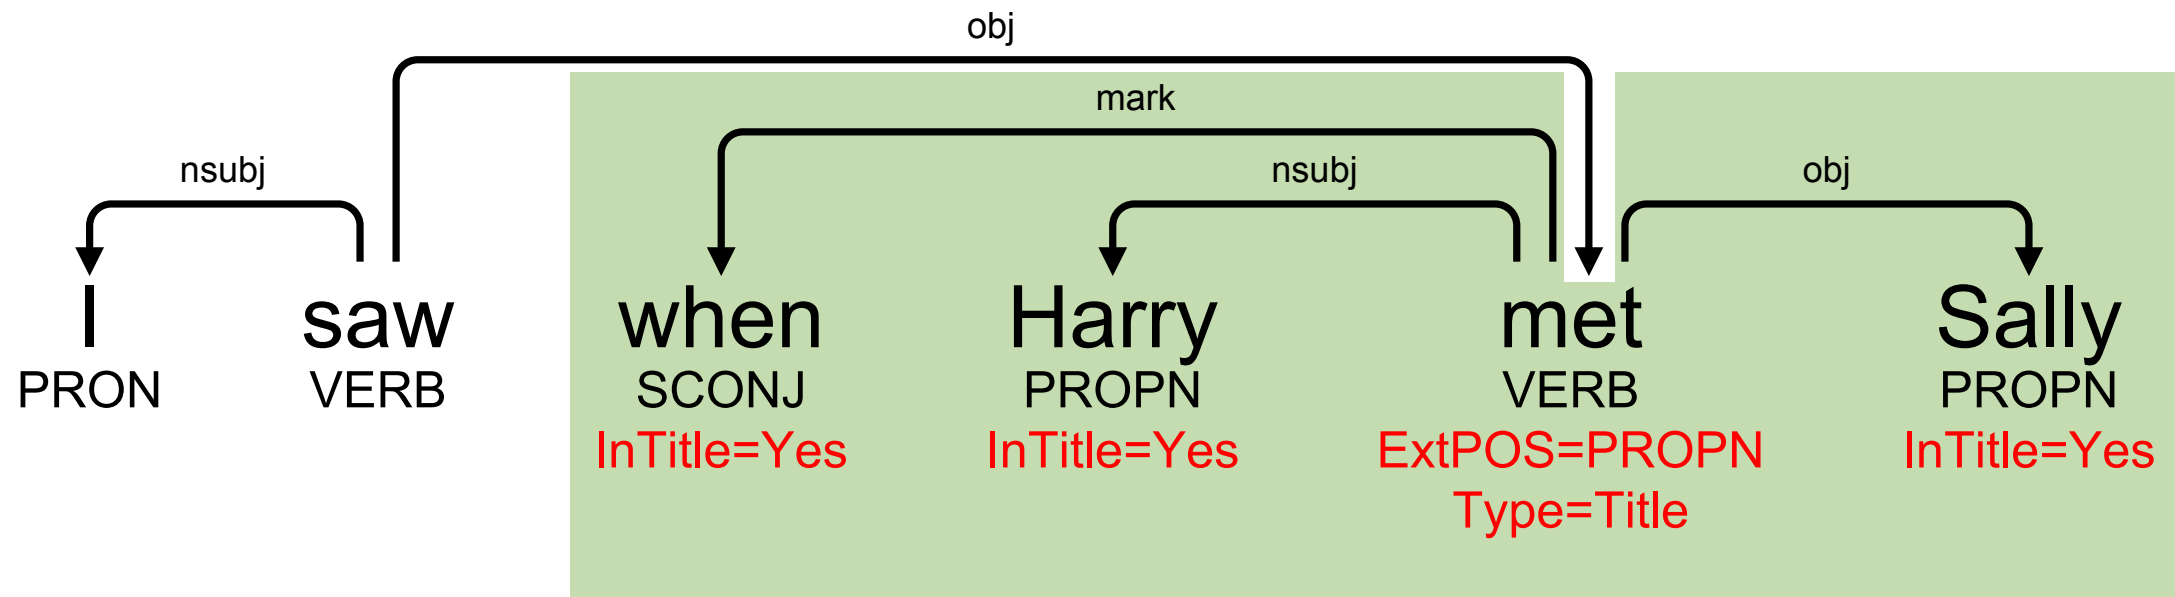 obj
mark
nsubj nsubj obj
I saw when Harry met Sally
PRON VERB SCONJ PROPN VERB PROPN
InTitle=Yes InTitle=Yes ExtPOS=PROPN InTitle=Yes
Type=Title